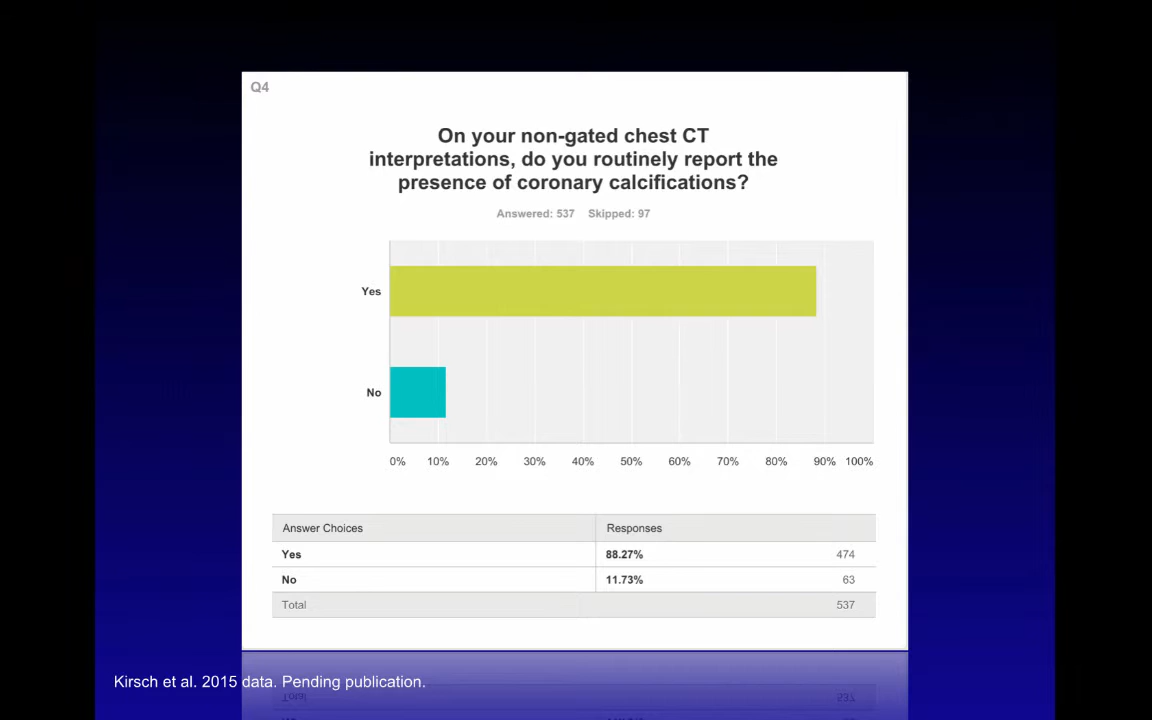 Q4
On your non-gated chest CT
interpretations, do you routinely report the
presence of coronary calcifications?
Answered: 537 Skipped: 97
Yes
No
0% 10% 20% 30% 40% 50% 60% 70% 80% 90% 100%
Answer Choices Responses
Yes 88.27% 474
No 11.73% 63
Total 537
Kirsch et al. 2015 data. Pending publication.